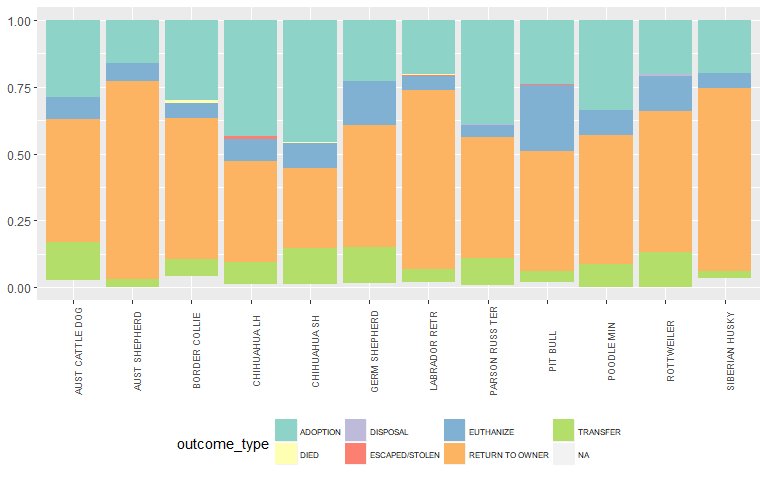 1.00
0.75
0.50
0.25
0.00
AUST CATTLE DOG
AUST SHEPHERD
BORDER COLLIE
CHIHUAHUA LH
CHIHUAHUA SH
GERM SHEPHERD
LABRADOR RETR
PARSON RUSS TER
PIT BULL
POODLE MIN
ROTTWEILER
SIBERIAN HUSKY
outcome_type
ADOPTION
DISPOSAL
EUTHANIZE
TRANSFER
DIED
ESCAPED/STOLEN
RETURN TO OWNER
NA